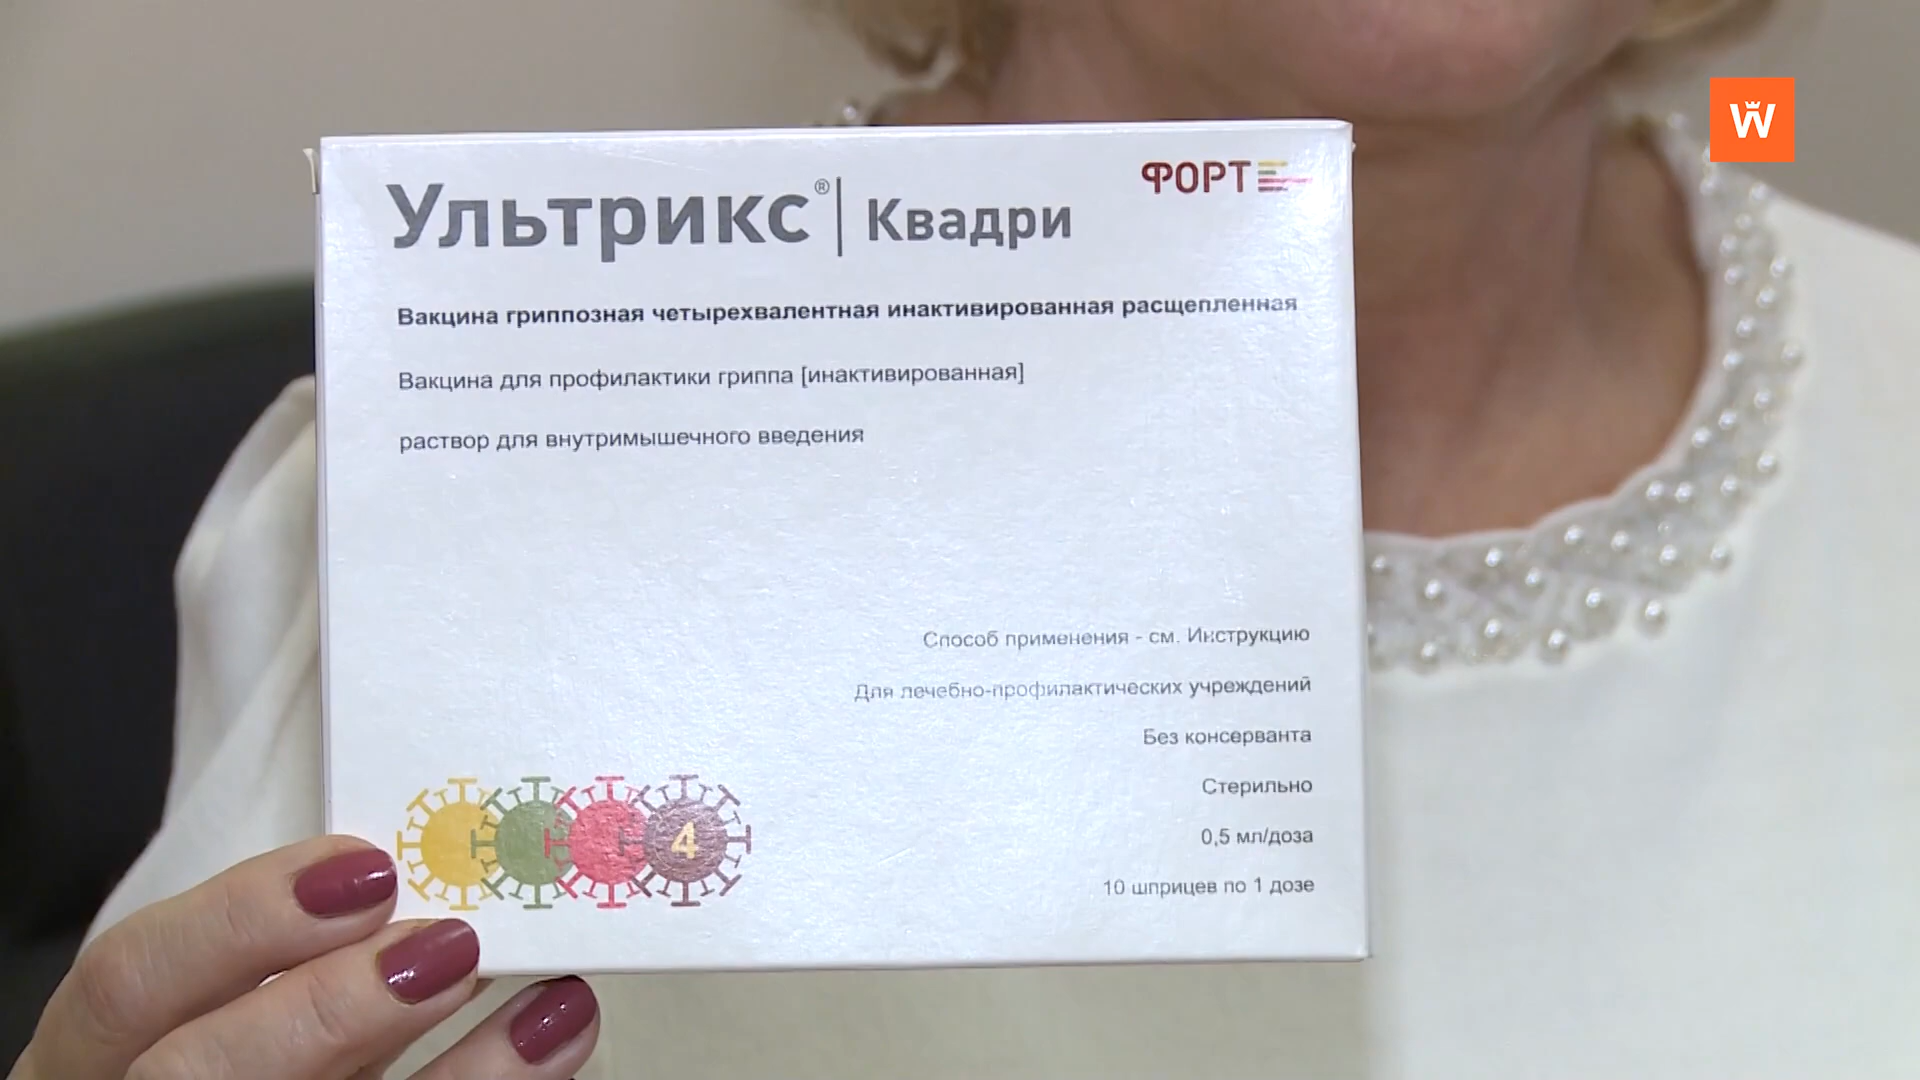 W
ФОРТ
Ультрикс® | Квадри
Вакцина гриппозная четырехвалентная инактивированная расщепленная
Вакцина для профилактики гриппа [инактивированная]
раствор для внутримышечного введения
Способ применения - см. Инструкцию
Для лечебно-профилактических учреждений
Без консерванта
Стерильно
0,5 мл/доза
10 шприцев по 1 дозе
4